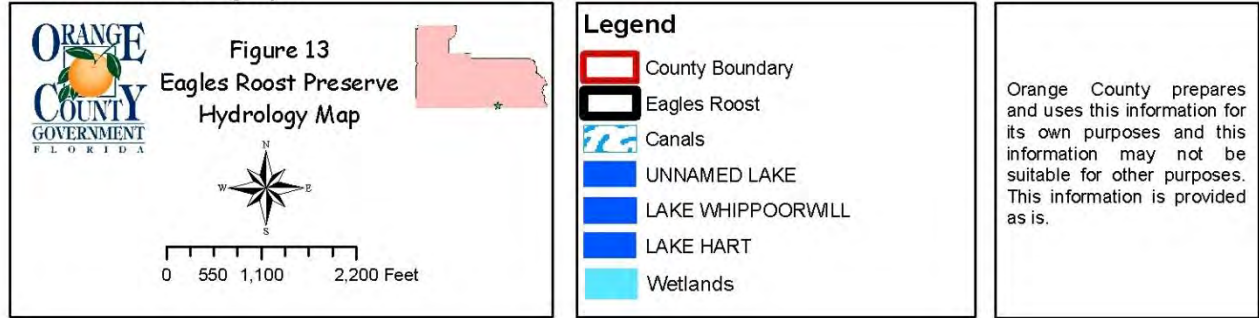 ORANGE
COUNTY
GOVERNMENT
FLORIDA
Figure 13
Eagles Roost Preserve
Hydrology Map
N
W E
S
0 550 1,100 2,200 Feet
Legend
County Boundary
Eagles Roost
Canals
UNNAMED LAKE
LAKE WHIPPOORWILL
LAKE HART
Wetlands
Orange County prepares
and uses this information for
its own purposes and this
information may not be
suitable for other purposes.
This information is provided
as is.